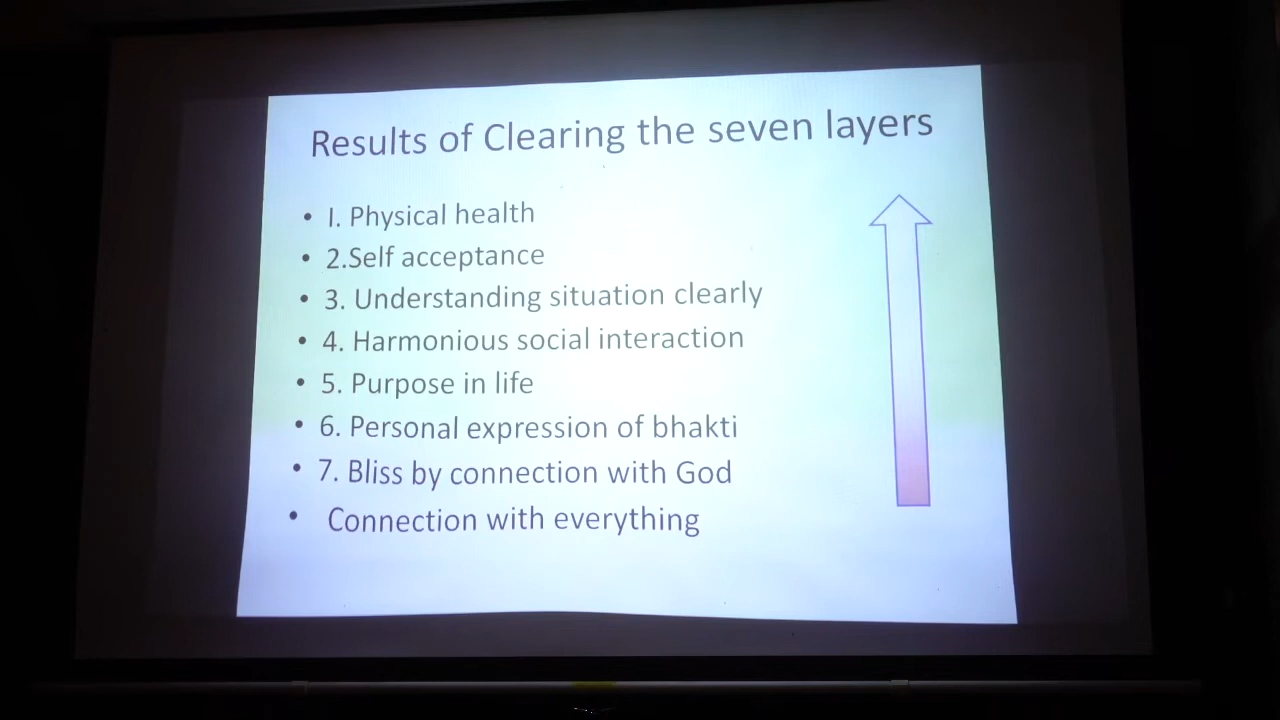 Results of Clearing the seven layers
• I. Physical health
• 2.Self acceptance
• 3. Understanding situation clearly
• 4. Harmonious social interaction
• 5. Purpose in life
• 6. Personal expression of bhakti
• 7. Bliss by connection with God
• Connection with everything